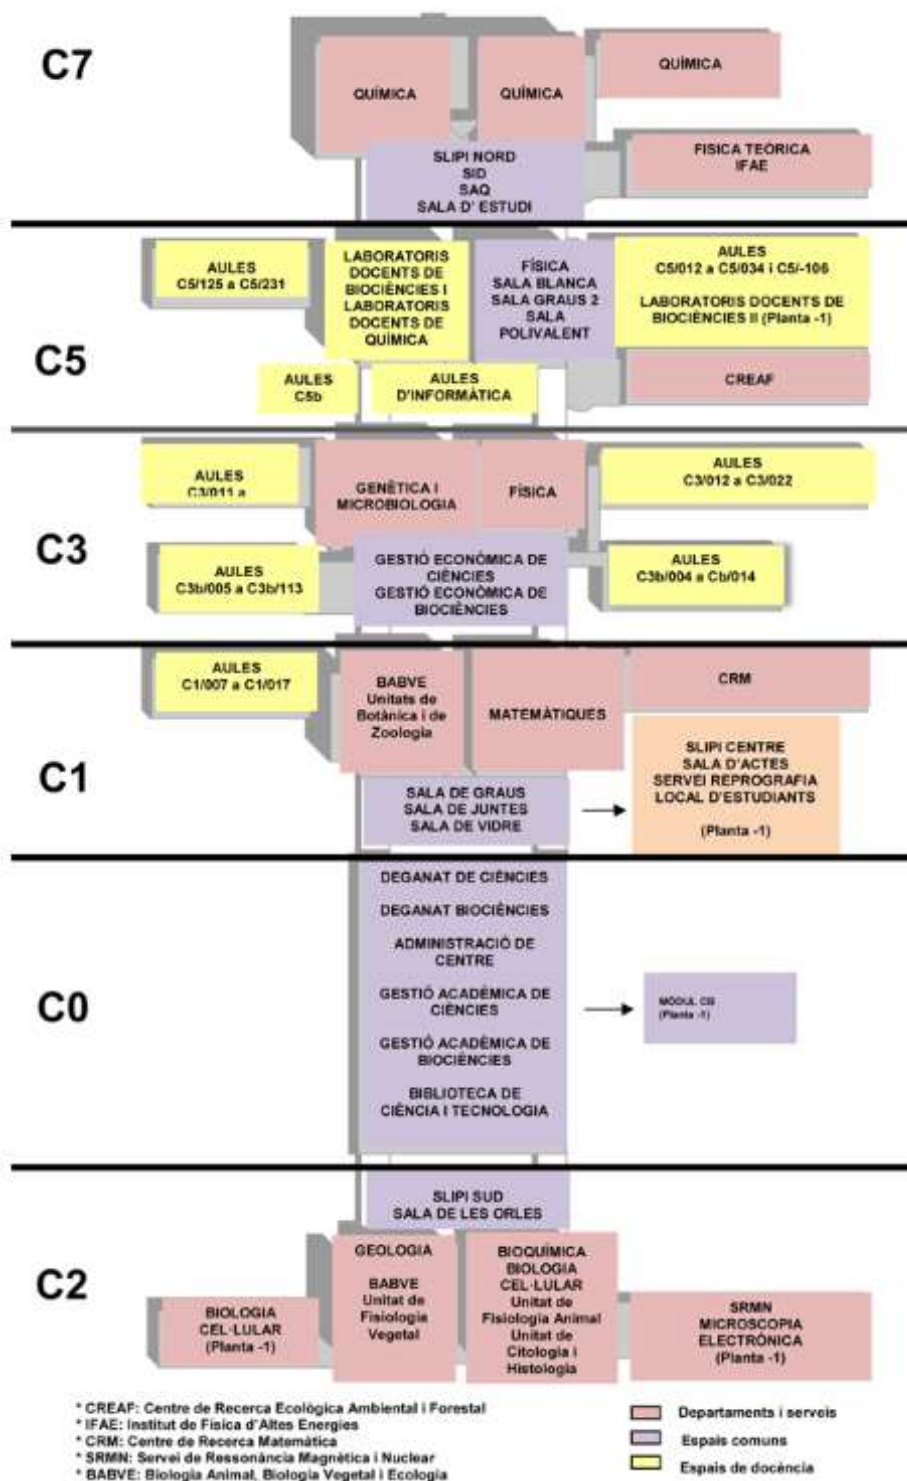 C7
QUÍMICA
QUÍMICA
QUÍMICA
SLIPI NORD
SID
SAQ
SALA D' ESTUDI
FISICA TEÒRICA
IFAE
C5
AULES
C5/125 a C5/231
LABORATORIS
DOCENTS DE
BIOCIÈNCIES I
LABORATORIS
DOCENTS DE
QUÍMICA
FÍSICA
SALA BLANCA
SALA GRAUS 2
SALA
POLIVALENT
AULES
C5/012 a C5/034 i C5/-106
LABORATORIS DOCENTS DE
BIOCIÈNCIES II (Planta -1)
AULES
C5b
AULES
D'INFORMÀTICA
CREAF
C3
AULES
C3/011 a
GENÈTICA I
MICROBIOLOGIA
FÍSICA
AULES
C3/012 a C3/022
AULES
C3b/005 a C3b/113
GESTIÓ ECONÒMICA DE
CIÈNCIES
GESTIÓ ECONÒMICA DE
BIOCIÈNCIES
AULES
C3b/004 a Cb/014
C1
AULES
C1/007 a C1/017
BABVE
Unitats de
Botànica i de
Zoologia
MATEMÀTIQUES
CRM
SALA DE GRAUS
SALA DE JUNTES
SALA DE VIDRE
SLIPI CENTRE
SALA D'ACTES
SERVEI REPROGRAFIA
LOCAL D'ESTUDIANTS
(Planta -1)
C0
DEGANAT DE CIÈNCIES
DEGANAT BIOCIÈNCIES
ADMINISTRACIÓ DE
CENTRE
GESTIÓ ACADÈMICA DE
CIÈNCIES
GESTIÓ ACADÈMICA DE
BIOCIÈNCIES
BIBLIOTECA DE
CIÈNCIA I TECNOLOGIA
MÒDUL
(Planta -1)
C2
SLIPI SUD
SALA DE LES ORLES
BIOLOGIA
CEL·LULAR
(Planta -1)
GEOLOGIA
BABVE
Unitat de
Fisiologia
Vegetal
BIOQUÍMICA
BIOLOGIA
CEL·LULAR
Unitat de
Fisiologia Animal
Unitat de
Citologia i
Histologia
SRMN
MICROSCOPIA
ELECTRÒNICA
(Planta -1)
* CREAF: Centre de Recerca Ecològica Ambiental i Forestal
* IFAE: Institut de Física d'Altes Energies
* CRM: Centre de Recerca Matemàtica
* SRMN: Servei de Ressonància Magnètica i Nuclear
* BABVE: Biologia Animal, Biologia Vegetal i Ecologia
Departaments i serveis
Espais comuns
Espais de docència